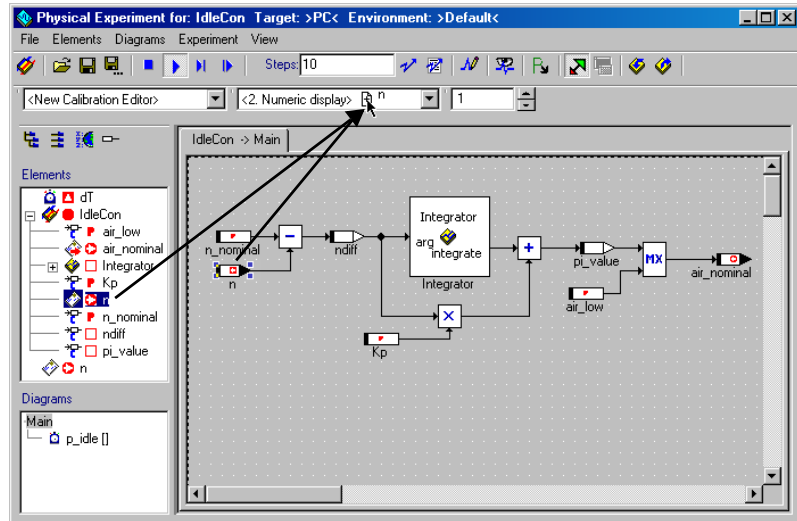 Physical Experiment for: IdleCon Target: >PC< Environment: >Default<
File Elements Diagrams Experiment View
Steps: 10
<New Calibration Editor> <2. Numeric display> n 1
IdleCon -> Main
Elements
dT
IdleCon
air_low
air_nominal
Integrator
Kp
n
n_nominal
ndiff
pi_value
n
Diagrams
Main
p_idle []
Integrator
arg
integrate
Integrator
n_nominal
n
ndiff
Kp
pi_value
air_low
MX
air_nominal